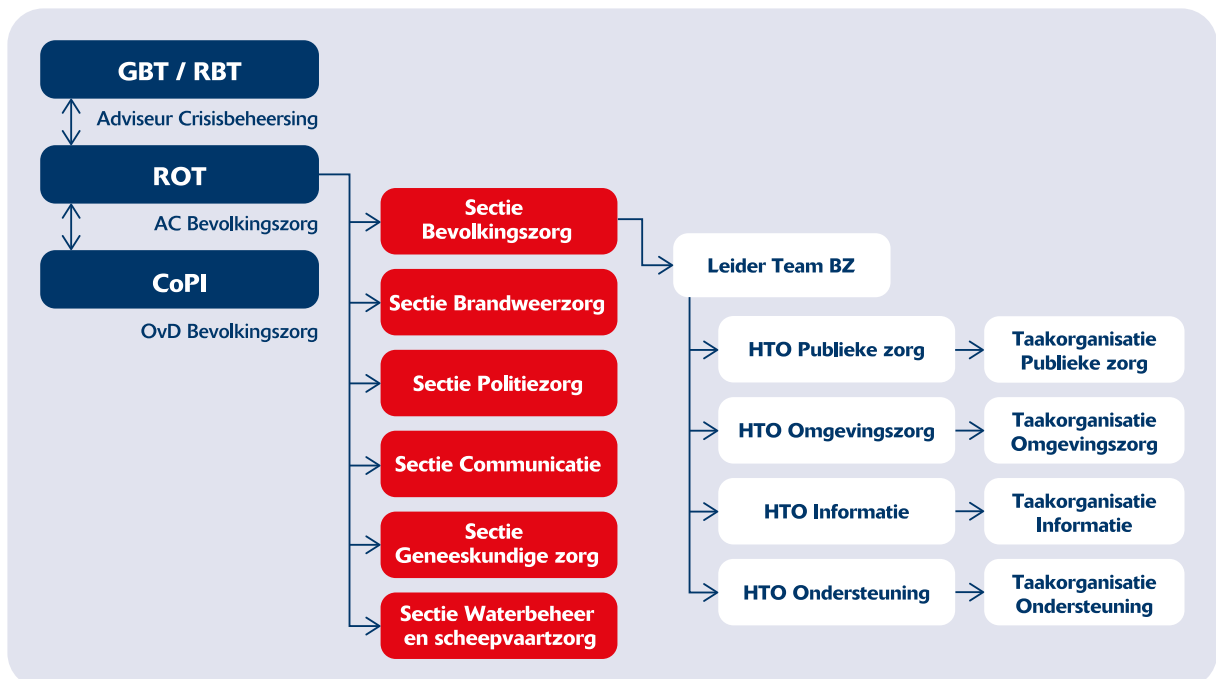 GBT / RBT
Adviseur Crisisbeheersing
ROT
AC Bevolkingszorg
CoPI
OvD Bevolkingszorg
Sectie
Bevolkingszorg
Sectie Brandweerzorg
Sectie Politiezorg
Sectie Communicatie
Sectie
Geneeskundige zorg
Sectie Waterbeheer
en scheepvaartzorg
Leider Team BZ
HTO Publieke zorg
Taakorganisatie
Publieke zorg
HTO Omgevingszorg
Taakorganisatie
Omgevingszorg
HTO Informatie
Taakorganisatie
Informatie
HTO Ondersteuning
Taakorganisatie
Ondersteuning